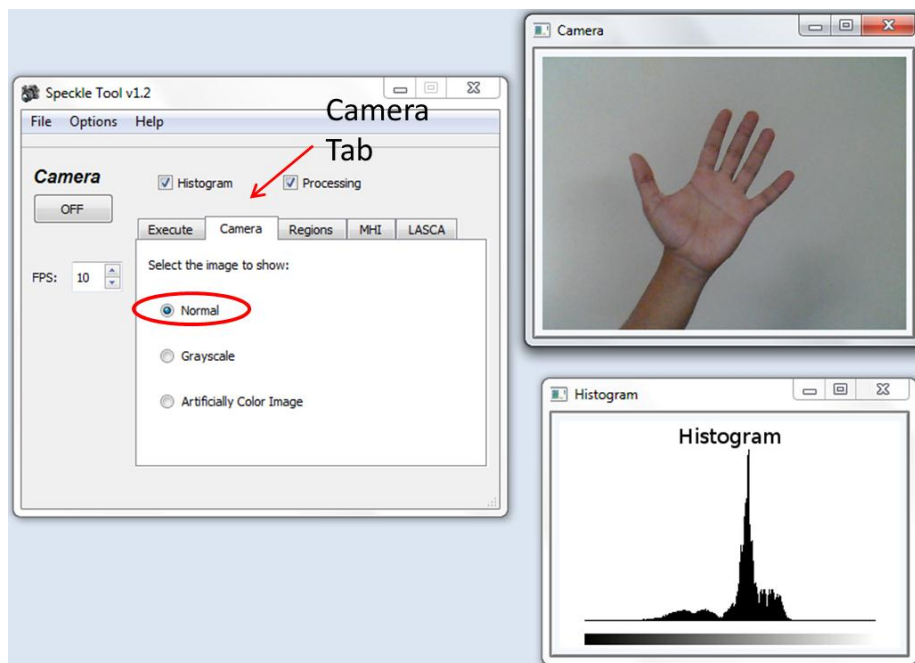 Speckle Tool v1.2
File Options Help
Camera
Tab
Camera
OFF
Histogram
Processing
FPS: 10
Execute Camera Regions MHI LASCA
Select the image to show:
Normal
Grayscale
Artificially Color Image
Camera
Histogram
Histogram